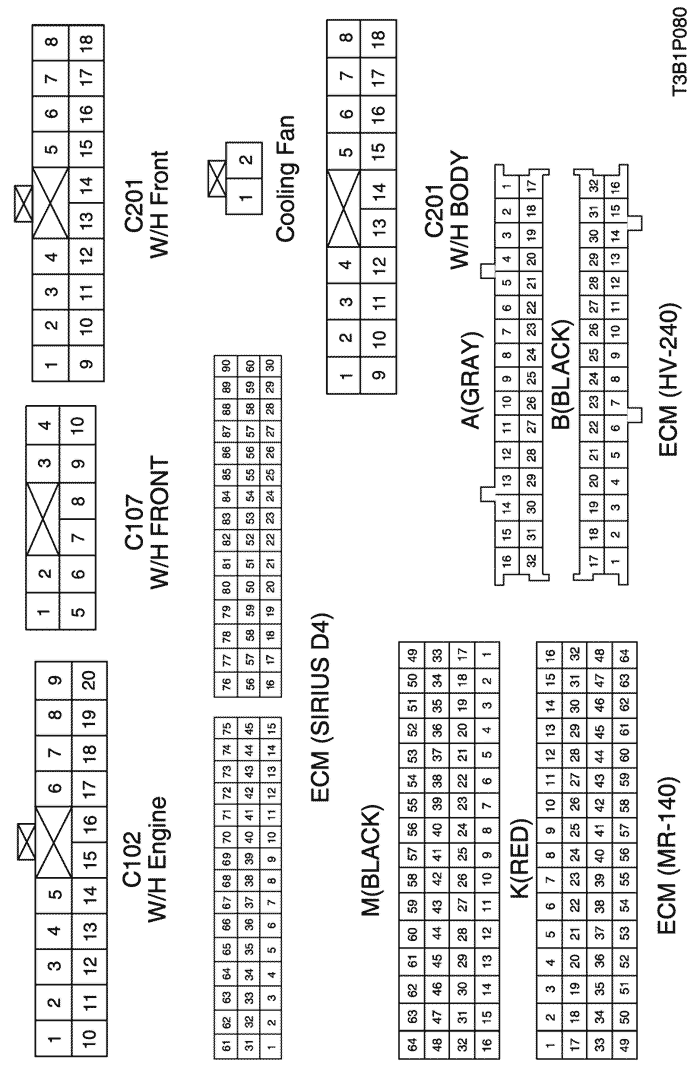 1 2 3 4 5 6 7 8 9
10 11 12 13 14 15 16 17 18 19 20
C102
W/H Engine
1 2 3 4
5 6 7 8 9 10
C107
W/H FRONT
1 2 3 4 5 6 7 8
9 10 11 12 13 14 15 16 17 18
C201
W/H Front
61 62 63 64 65 66 67 68 69 70 71 72 73 74 75
31 32 33 34 35 36 37 38 39 40 41 42 43 44 45
1 2 3 4 5 6 7 8 9 10 11 12 13 14 15
76 77 78 79 80 81 82 83 84 85 86 87 88 89 90
56 57 58 59 50 51 52 53 54 55 56 57 58 59 60
16 17 18 19 20 21 22 23 24 25 26 27 28 29 30
ECM (SIRIUS D4)
1 2
Cooling Fan
1 2 3 4 5 6 7 8
9 10 11 12 13 14 15 16 17 18
C201
W/H BODY
M(BLACK)
64 63 62 61 60 59 58 57 56 55 54 53 52 51 50 49
48 47 46 45 44 43 42 41 40 39 38 37 36 35 34 33
32 31 30 29 28 27 26 25 24 23 22 21 20 19 18 17
16 15 14 13 12 11 10 9 8 7 6 5 4 3 2 1
K(RED)
1 2 3 4 5 6 7 8 9 10 11 12 13 14 15 16
17 18 19 20 21 22 23 24 25 26 27 28 29 30 31 32
33 34 35 36 37 38 39 40 41 42 43 44 45 46 47 48
49 50 51 52 53 54 55 56 57 58 59 60 61 62 63 64
ECM (MR-140)
A(GRAY)
16 15 14 13 12 11 10 9 8 7 6 5 4 3 2 1
32 31 30 29 28 27 26 25 24 23 22 21 20 19 18 17
B(BLACK)
17 18 19 20 21 22 23 24 25 26 27 28 29 30 31 32
1 2 3 4 5 6 7 8 9 10 11 12 13 14 15 16
ECM (HV-240)
T3B1P080